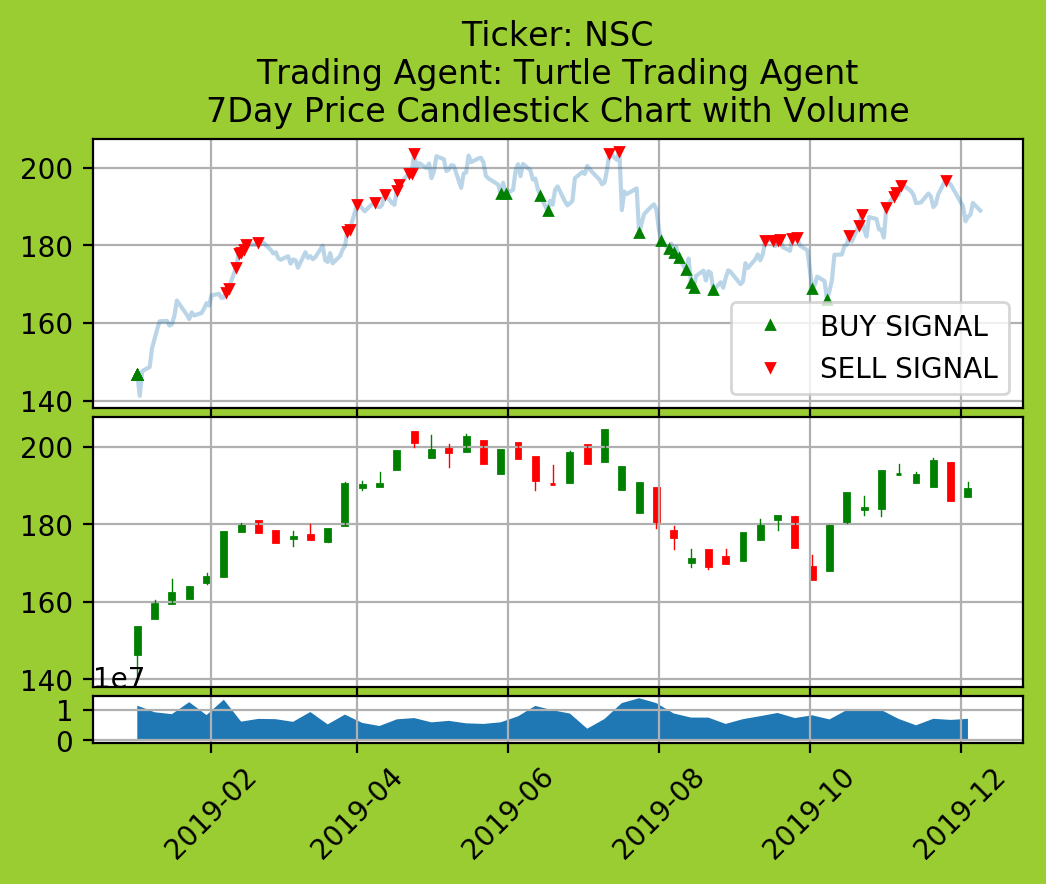 Ticker: NSC
Trading Agent: Turtle Trading Agent
7Day Price Candlestick Chart with Volume
200
180
160
140
BUY SIGNAL
SELL SIGNAL
200
180
160
140
1e7
1
0
2019-02
2019-04
2019-06
2019-08
2019-10
2019-12